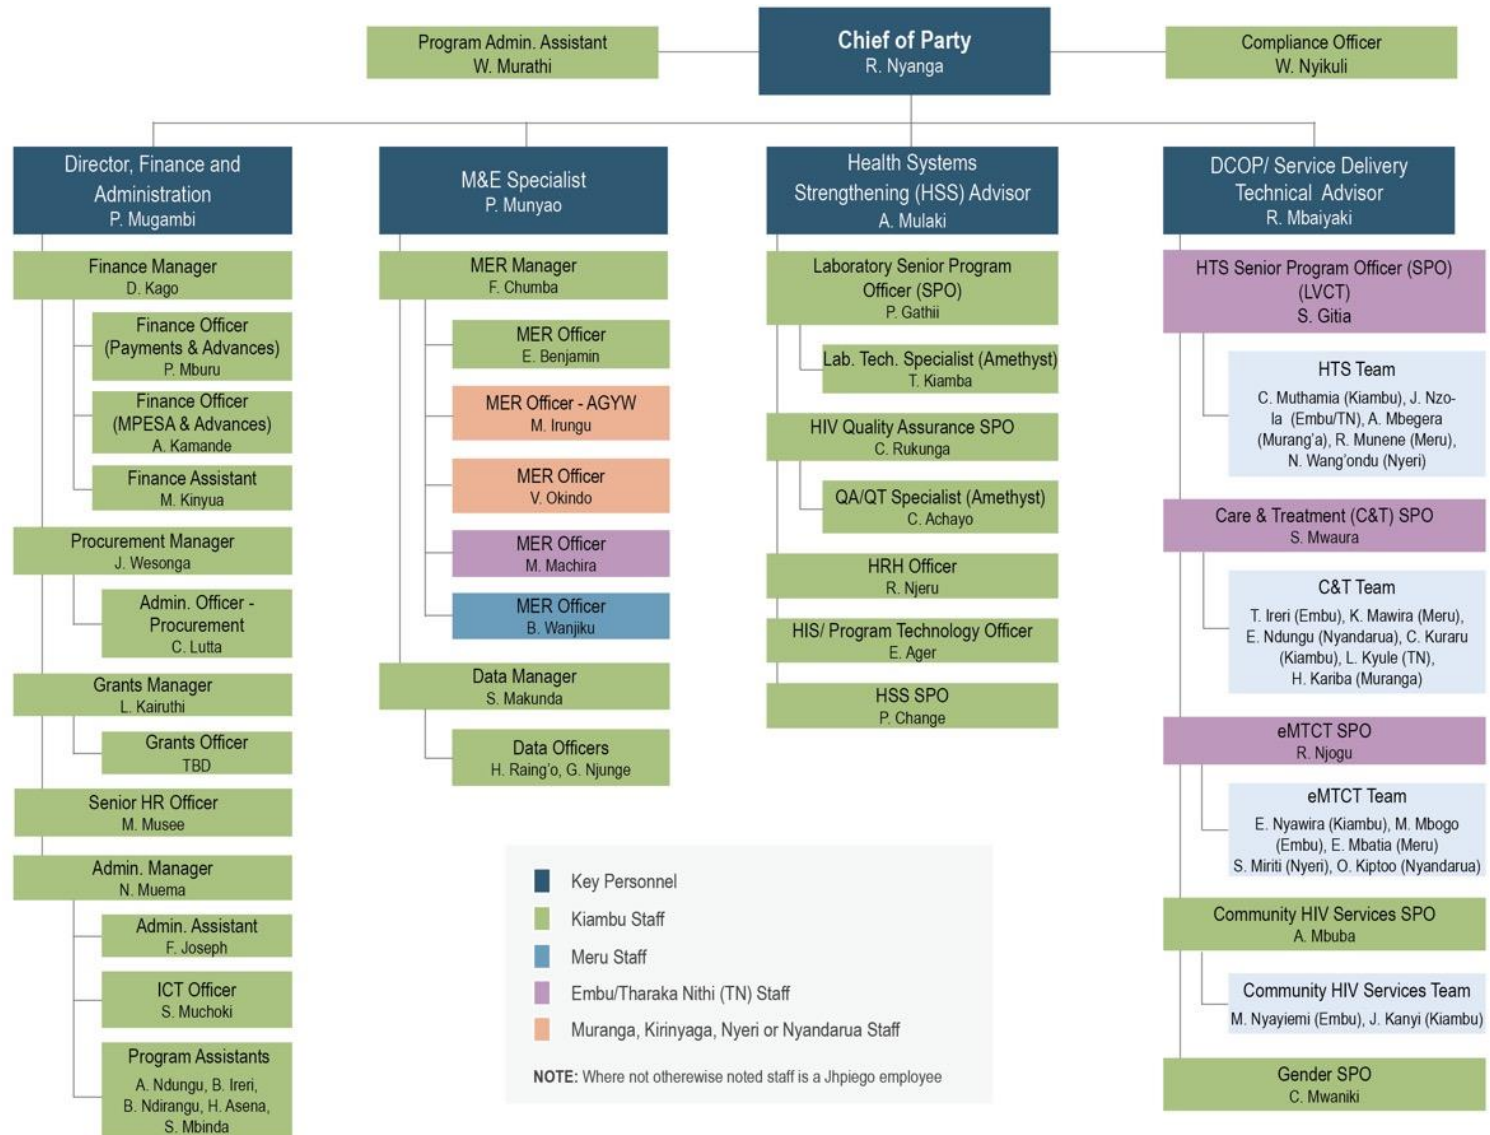 Program Admin. Assistant
W. Murathi
Chief of Party
R. Nyanga
Compliance Officer
W. Nyikuli
Director, Finance and
Administration
P. Mugambi
Finance Manager
D. Kago
Finance Officer
(Payments & Advances)
P. Mburu
Finance Officer
(MPESA & Advances)
A. Kamande
Finance Assistant
M. Kinyua
Procurement Manager
J. Wesonga
Admin. Officer -
Procurement
C. Lutta
Grants Manager
L. Kairuthi
Grants Officer
TBD
Senior HR Officer
M. Musee
Admin. Manager
N. Muema
Admin. Assistant
F. Joseph
ICT Officer
S. Muchoki
Program Assistants
A. Ndungu, B. Ireri,
B. Ndirangu, H. Asena,
S. Mbinda
M&E Specialist
P. Munyao
MER Manager
F. Chumba
MER Officer
E. Benjamin
MER Officer - AGYW
M. Irungu
MER Officer
V. Okindo
MER Officer
M. Machira
MER Officer
B. Wanjiku
Data Manager
S. Makunda
Data Officers
H. Raing'o, G. Njunge
Health Systems
Strengthening (HSS) Advisor
A. Mulaki
Laboratory Senior Program
Officer (SPO)
P. Gathii
Lab. Tech. Specialist (Amethyst)
T. Kiamba
HIV Quality Assurance SPO
C. Rukunga
QA/QT Specialist (Amethyst)
C. Achayo
HRH Officer
R. Njeru
HIS/ Program Technology Officer
E. Ager
HSS SPO
P. Change
DCOP/ Service Delivery
Technical Advisor
R. Mbaiyaki
HTS Senior Program Officer (SPO)
(LVCT)
S. Gitia
HTS Team
C. Muthamia (Kiambu), J. Nzo-
la (Embu/TN), A. Mbegera
(Murang'a), R. Munene (Meru),
N. Wang'ondu (Nyeri)
Care & Treatment (C&T) SPO
S. Mwaura
C&T Team
T. Ireri (Embu), K. Mawira (Meru),
E. Ndungu (Nyandarua), C. Kuraru
(Kiambu), L. Kyule (TN),
H. Kariba (Muranga)
eMTCT SPO
R. Njogu
eMTCT Team
E. Nyawira (Kiambu), M. Mbogo
(Embu), E. Mbatia (Meru)
S. Miriti (Nyeri), O. Kiptoo (Nyandarua)
Community HIV Services SPO
A. Mbuba
Community HIV Services Team
M. Nyayiemi (Embu), J. Kanyi (Kiambu)
Gender SPO
C. Mwaniki
Key Personnel
Kiambu Staff
Meru Staff
Embu/Tharaka Nithi (TN) Staff
Muranga, Kirinyaga, Nyeri or Nyandarua Staff
NOTE: Where not otherewise noted staff is a Jhpiego employee